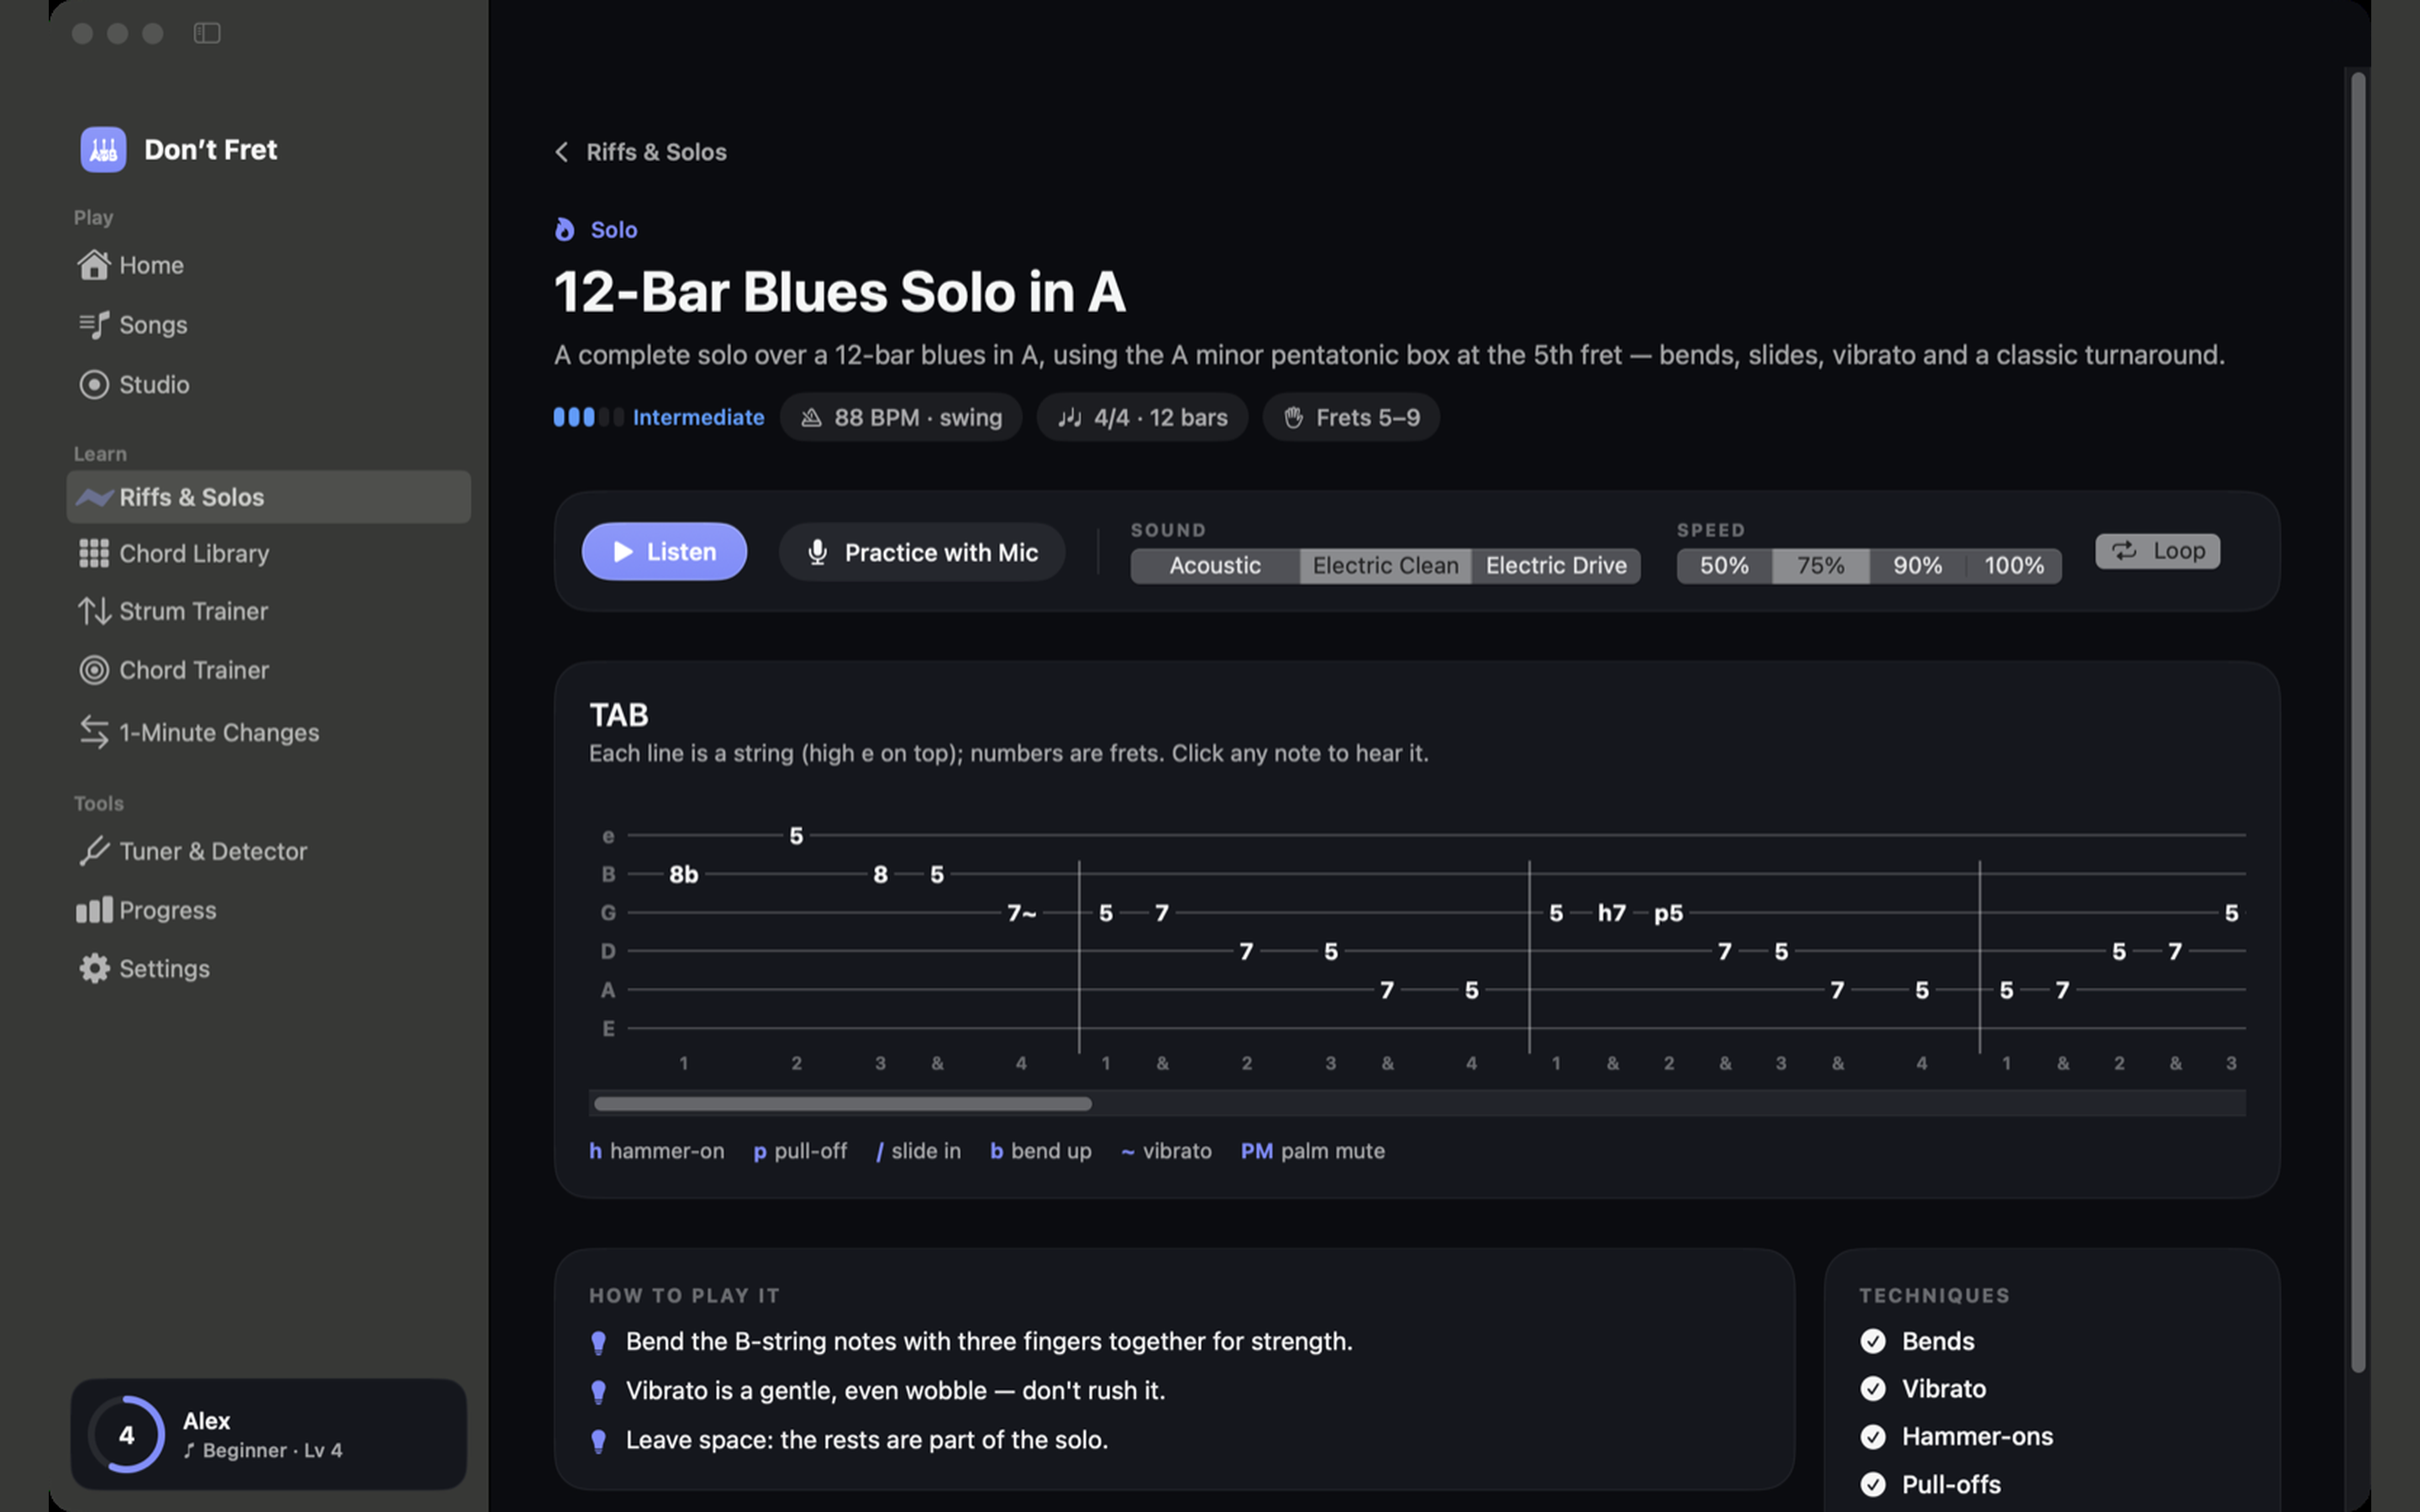 Don't Fret
Play
Home
Songs
Studio
Learn
Riffs & Solos
Chord Library
Strum Trainer
Chord Trainer
1-Minute Changes
Tools
Tuner & Detector
Progress
Settings
4
Alex
Beginner · Lv 4
Riffs & Solos
Solo
12-Bar Blues Solo in A
A complete solo over a 12-bar blues in A, using the A minor pentatonic box at the 5th fret — bends, slides, vibrato and a classic turnaround.
Intermediate 88 BPM · swing 4/4 · 12 bars Frets 5–9
Listen Practice with Mic
SOUND
Acoustic Electric Clean Electric Drive
SPEED
50% 75% 90% 100%
Loop
TAB
Each line is a string (high e on top); numbers are frets. Click any note to hear it.
e 5
B 8b 8 5
G 7~ 5 7 5 h7 p5 5
D 7 5 7 5 5 7
A 7 5 7 5 5 7
E
1 2 3 & 4 1 & 2 3 & 4 1 & 2 & 3 & 4 1 & 2 & 3
h hammer-on p pull-off / slide in b bend up ~ vibrato PM palm mute
HOW TO PLAY IT
Bend the B-string notes with three fingers together for strength.
Vibrato is a gentle, even wobble — don't rush it.
Leave space: the rests are part of the solo.
TECHNIQUES
Bends
Vibrato
Hammer-ons
Pull-offs